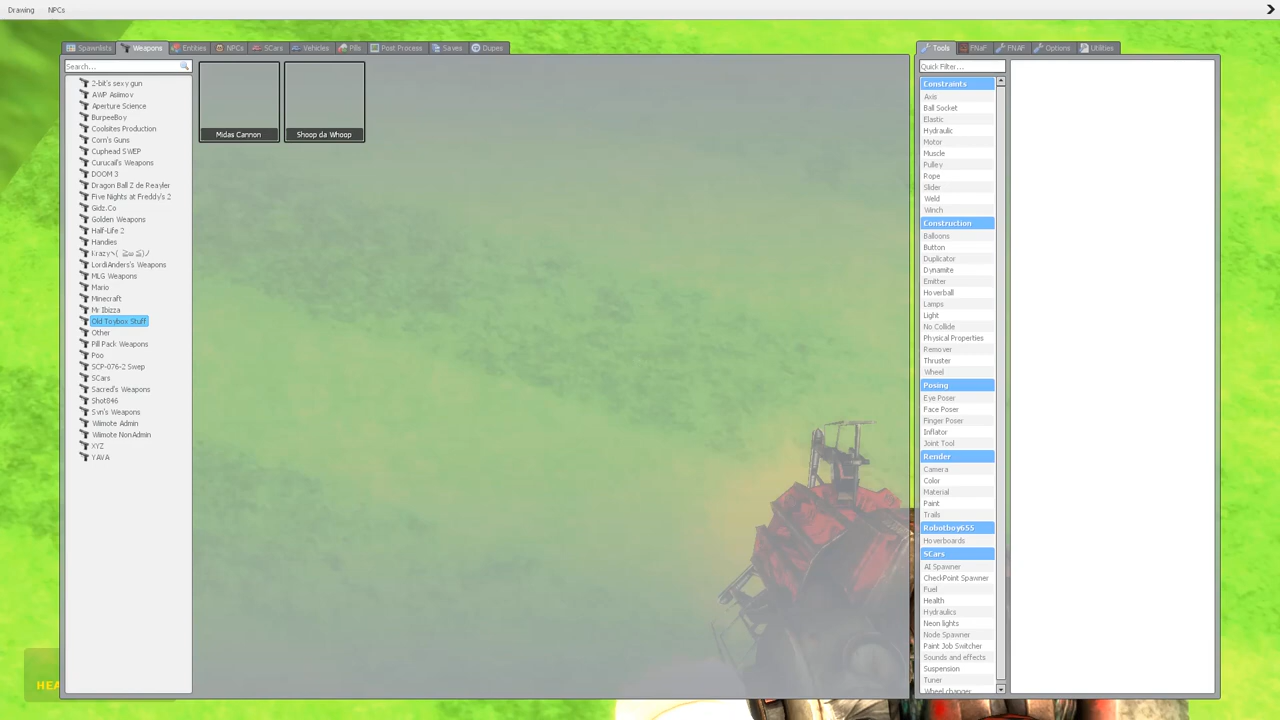 Drawing NPCs
Spawnlists Weapons Entities NPCs SCars Vehicles Pills Post Process Saves Dupes
Search...
2-bit's sexy gun
AWP Asiimov
Aperture Science
BurpeeBoy
Coolsites Production
Corn's Guns
Cuphead SWEP
Curucail's Weapons
DOOM 3
Dragon Ball Z de Reayler
Five Nights at Freddy's 2
Gidz.Co
Golden Weapons
Half-Life 2
Handies
LordiAnders's Weapons
MLG Weapons
Mario
Minecraft
Mr Ibizza
Old Toybox Stuff
Other
Pill Pack Weapons
Poo
SCP-076-2 Swep
SCars
Sacred's Weapons
Shot846
Svn's Weapons
Wiimote Admin
Wiimote NonAdmin
XYZ
YAVA
Midas Cannon
Shoop da Whoop
HEA
Tools FNaF FNAF Options Utilities
Quick Filter...
Constraints
Axis
Ball Socket
Elastic
Hydraulic
Motor
Muscle
Pulley
Rope
Slider
Weld
Winch
Construction
Balloons
Button
Duplicator
Dynamite
Emitter
Hoverball
Lamps
Light
No Collide
Physical Properties
Remover
Thruster
Wheel
Posing
Eye Poser
Face Poser
Finger Poser
Inflator
Joint Tool
Render
Camera
Color
Material
Paint
Trails
Robotboy655
Hoverboards
SCars
AI Spawner
CheckPoint Spawner
Fuel
Health
Hydraulics
Neon lights
Node Spawner
Paint Job Switcher
Sounds and effects
Suspension
Tuner
Wheel changer